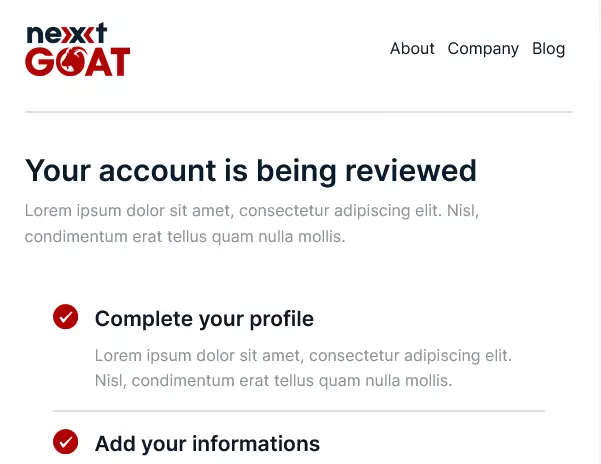 nexxt
GOAT
About Company Blog
Your account is being reviewed
Lorem ipsum dolor sit amet, consectetur adipiscing elit. Nisl,
condimentum erat tellus quam nulla mollis.
Complete your profile
Lorem ipsum dolor sit amet, consectetur adipiscing elit.
Nisl, condimentum erat tellus quam nulla mollis.
Add your informations